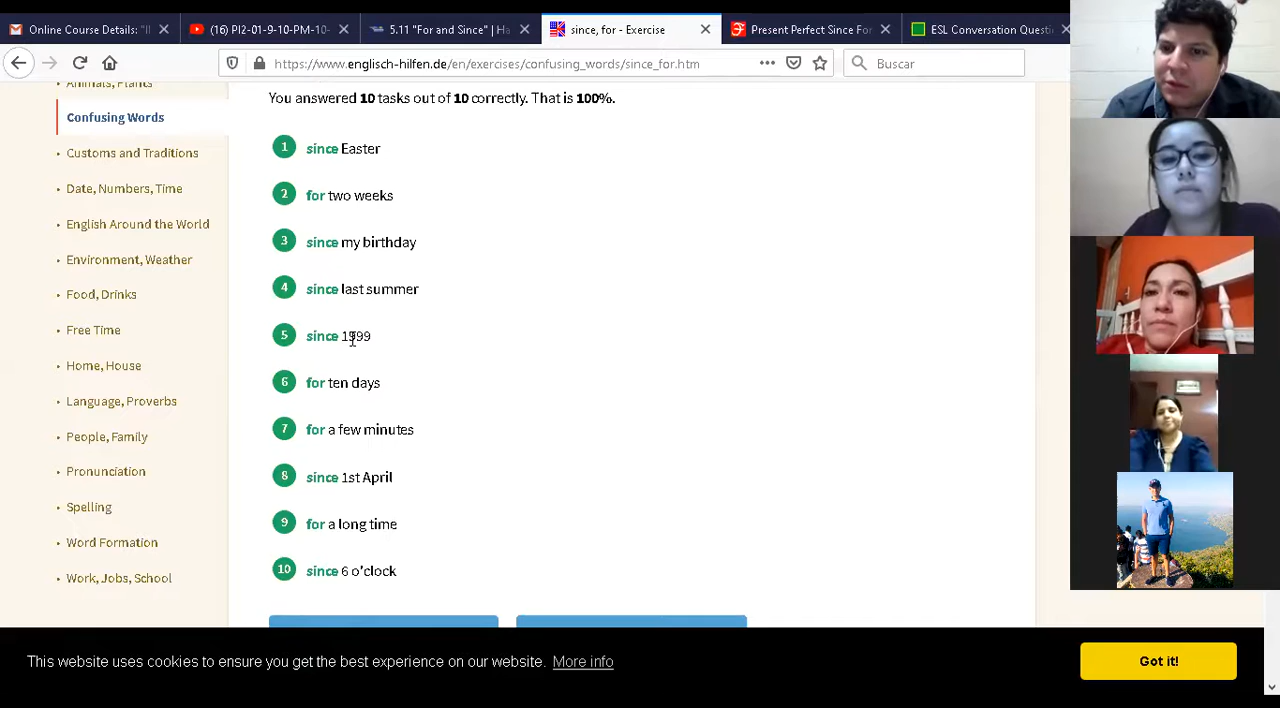 Online Course Details: "I
(16) PI2-01-9-10-PM-10-
5.11 "For and Since" | Ha
since, for - Exercise
Present Perfect Since For
ESL Conversation Questi
https://www.englisch-hilfen.de/en/exercises/confusing_words/since_for.htm
Buscar
Animals, Plants
Confusing Words
Customs and Traditions
Date, Numbers, Time
English Around the World
Environment, Weather
Food, Drinks
Free Time
Home, House
Language, Proverbs
People, Family
Pronunciation
Spelling
Word Formation
Work, Jobs, School
You answered 10 tasks out of 10 correctly. That is 100%.
1 since Easter
2 for two weeks
3 since my birthday
4 since last summer
5 since 1999
6 for ten days
7 for a few minutes
8 since 1st April
9 for a long time
10 since 6 o'clock
This website uses cookies to ensure you get the best experience on our website. More info
Got it!